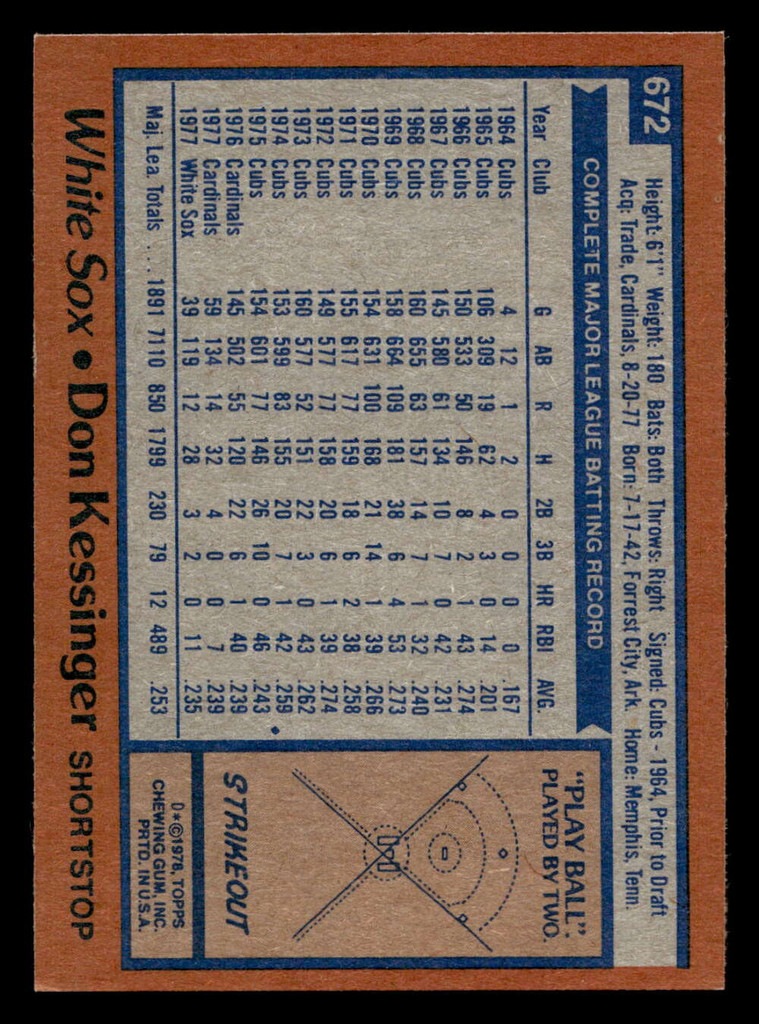 672
Height: 6'1" Weight: 180 Bats: Both Throws: Right Signed: Cubs - 1964, Prior to Draft
Acq: Trade, Cardinals, 8-20-77 Born: 7-17-42, Forrest City, Ark. Home: Memphis, Tenn.
COMPLETE MAJOR LEAGUE BATTING RECORD
Year Club G AB R H 2B 3B HR RBI AVG.
1964 Cubs 4 12 1 2 0 0 0 0 .167
1965 Cubs 106 309 19 62 4 3 0 14 .201
1966 Cubs 150 533 50 146 8 2 1 43 .274
1967 Cubs 145 580 61 134 10 7 0 42 .231
1968 Cubs 160 655 63 157 14 7 1 32 .240
1969 Cubs 158 664 109 181 38 6 4 53 .273
1970 Cubs 154 631 100 168 21 14 1 39 .266
1971 Cubs 155 617 77 159 18 6 2 38 .258
1972 Cubs 149 577 77 158 20 6 1 39 .274
1973 Cubs 160 577 52 151 22 3 0 43 .262
1974 Cubs 153 599 83 155 20 7 1 42 .259
1975 Cubs 154 601 77 146 26 10 0 46 .243
1976 Cardinals 145 502 55 120 22 6 1 40 .239
1977 Cardinals 59 134 14 32 4 0 0 7 .239
1977 White Sox 39 119 12 28 3 2 0 11 .235
Maj. Lea. Totals . . . 1891 7110 850 1799 230 79 12 489 .253
"PLAY BALL":
PLAYED BY TWO.
STRIKEOUT
D*©1978, TOPPS
CHEWING GUM, INC.
PRTD. IN U.S.A.
White Sox • Don Kessinger SHORTSTOP